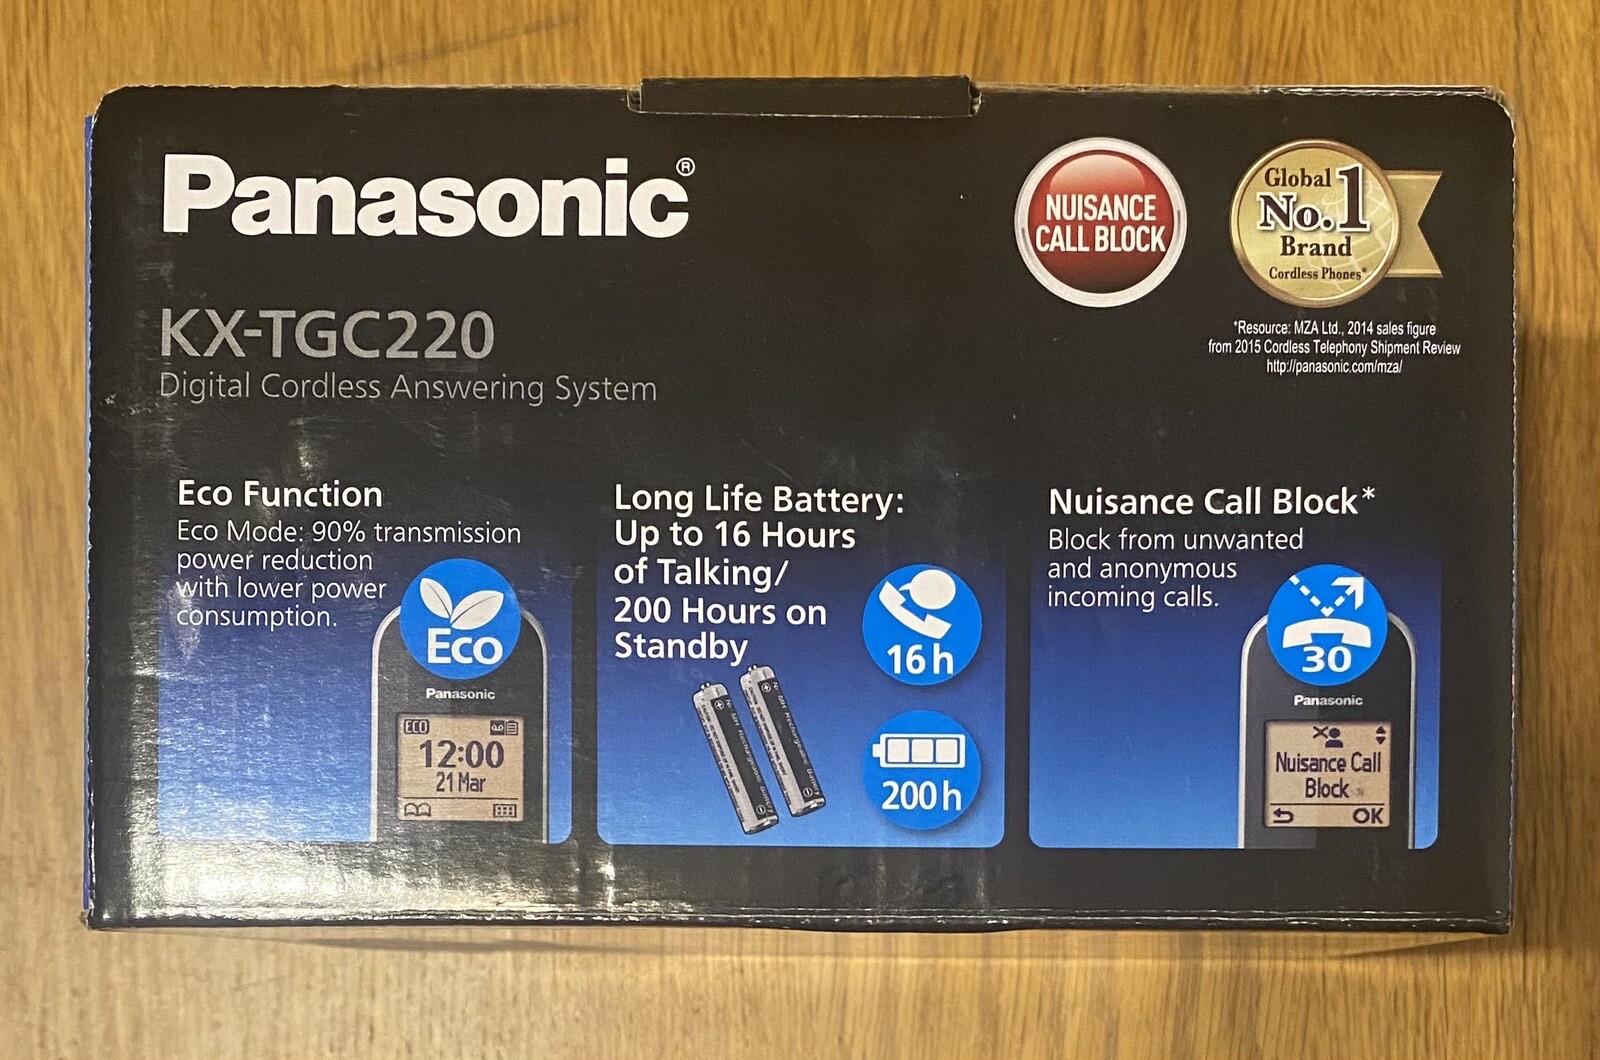 Panasonic®
KX-TGC220
Digital Cordless Answering System
NUISANCE
CALL BLOCK
Global
No.1
Brand
Cordless Phones*
*Resource: MZA Ltd., 2014 sales figure
from 2015 Cordless Telephony Shipment Review
http://panasonic.com/mza/
Eco Function
Eco Mode: 90% transmission
power reduction
with lower power
consumption.
Eco
Panasonic
ECO
12:00
21 Mar
Long Life Battery:
Up to 16 Hours
of Talking/
200 Hours on
Standby
16 h
200 h
Nuisance Call Block*
Block from unwanted
and anonymous
incoming calls.
30
Panasonic
Nuisance Call
Block
OK